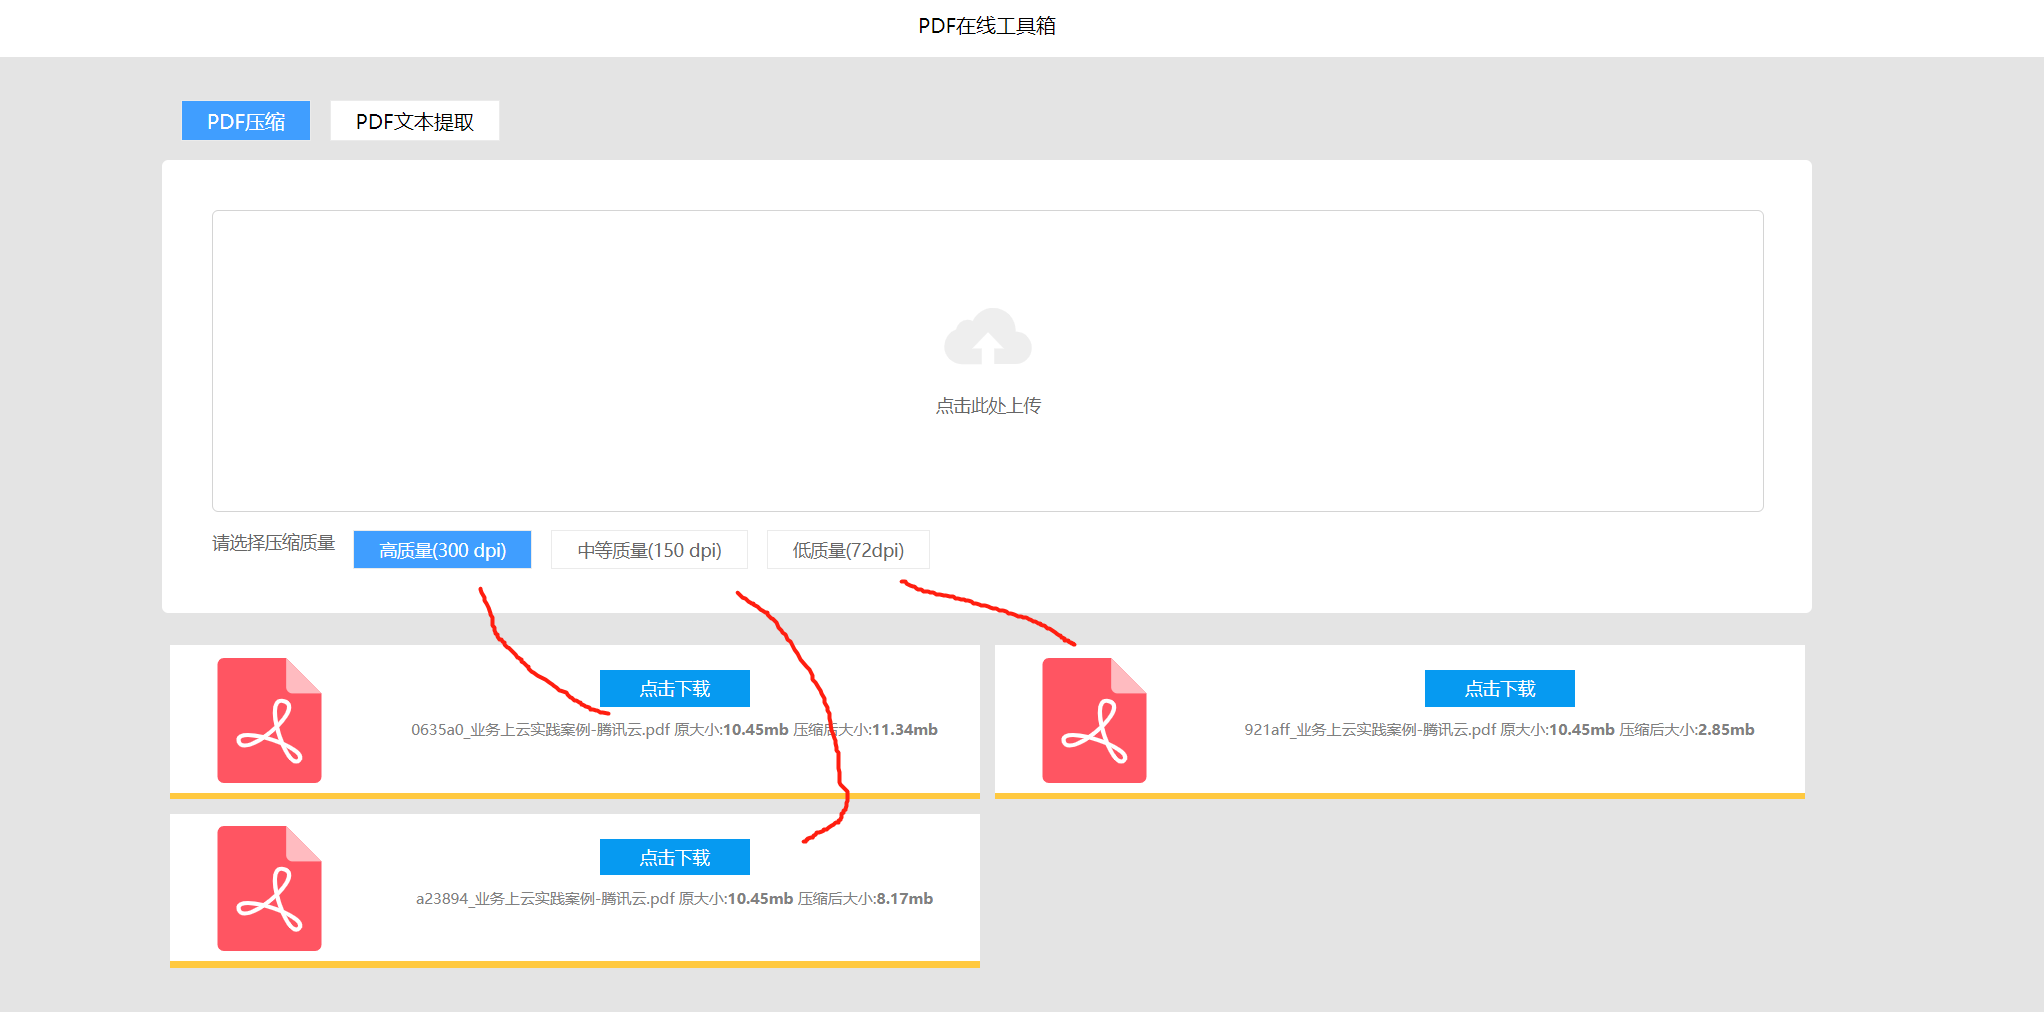 PDF在线工具箱
PDF压缩 PDF文本提取
点击此处上传
请选择压缩质量 高质量(300 dpi) 中等质量(150 dpi) 低质量(72dpi)
点击下载
0635a0_业务上云实践案例-腾讯云.pdf 原大小:10.45mb 压缩后大小:11.34mb
点击下载
921aff_业务上云实践案例-腾讯云.pdf 原大小:10.45mb 压缩后大小:2.85mb
点击下载
a23894_业务上云实践案例-腾讯云.pdf 原大小:10.45mb 压缩后大小:8.17mb